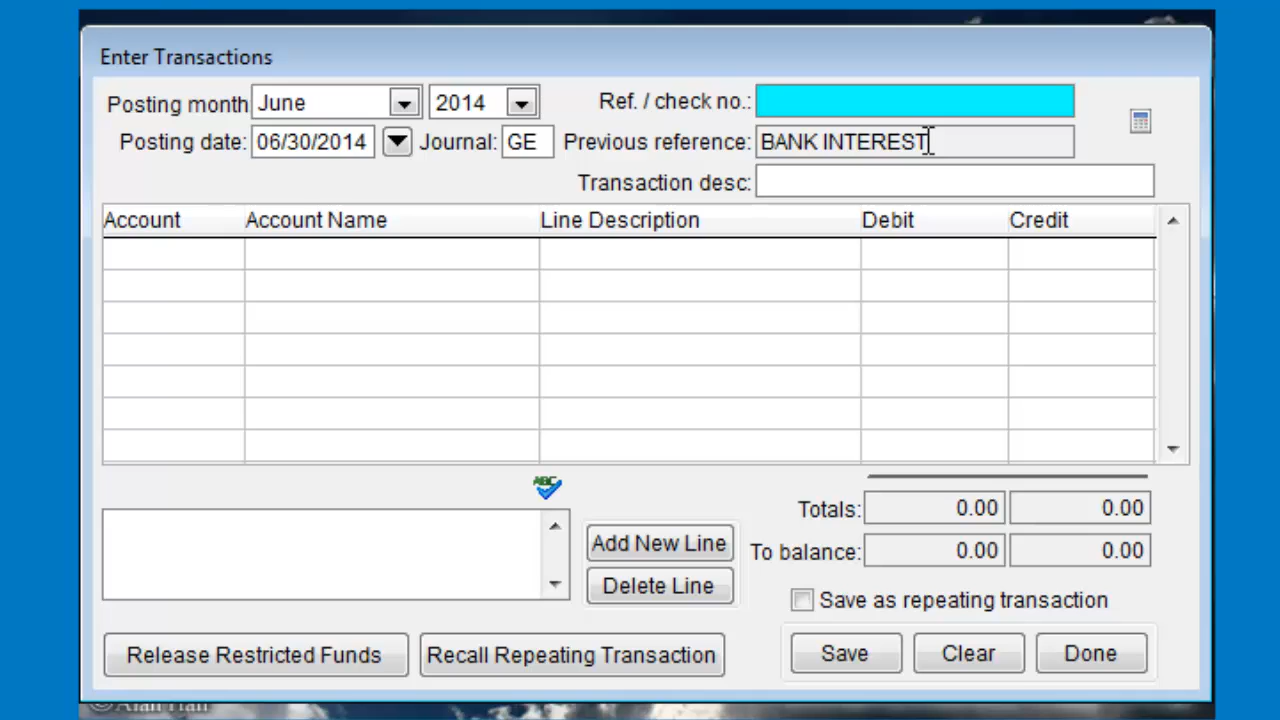 Enter Transactions
Posting month June 2014 Ref. / check no.:
Posting date: 06/30/2014 Journal: GE Previous reference: BANK INTEREST
Transaction desc:
Account Account Name Line Description Debit Credit
ABC
Totals: 0.00 0.00
Add New Line
To balance: 0.00 0.00
Delete Line
Save as repeating transaction
Release Restricted Funds Recall Repeating Transaction Save Clear Done